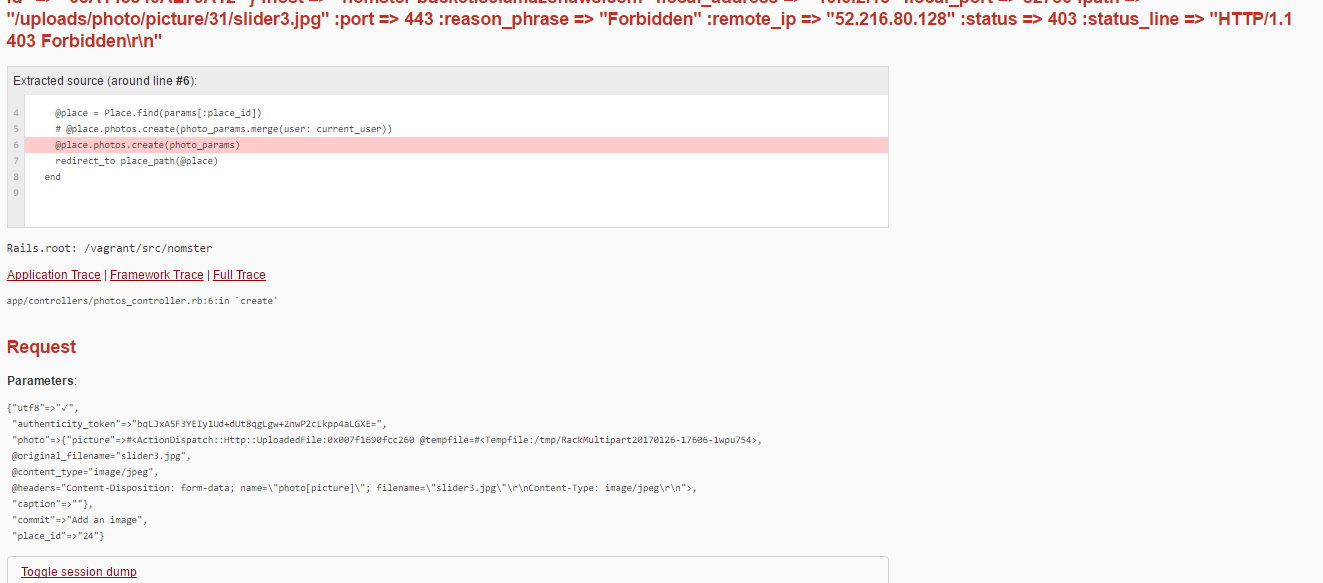 "/uploads/photo/picture/31/slider3.jpg" :port => 443 :reason_phrase => "Forbidden" :remote_ip => "52.216.80.128" :status => 403 :status_line => "HTTP/1.1
403 Forbidden\r\n"
Extracted source (around line #6):
4 @place = Place.find(params[:place_id])
5 # @place.photos.create(photo_params.merge(user: current_user))
6 @place.photos.create(photo_params)
7 redirect_to place_path(@place)
8 end
9
Rails.root: /vagrant/src/nomster
Application Trace | Framework Trace | Full Trace
app/controllers/photos_controller.rb:6:in `create'
Request
Parameters:
{"utf8"=>"✓",
"authenticity_token"=>"bqLJxA5F3YEIy1Ud+dUt8qgLgw+2nwP2cLkpp4aLGXE=",
"photo"=>{"picture"=>#<ActionDispatch::Http::UploadedFile:0x007f1690fcc260 @tempfile=#<Tempfile:/tmp/RackMultipart20170126-17606-1wpu754>,
@original_filename="slider3.jpg",
@content_type="image/jpeg",
@headers="Content-Disposition: form-data; name=\"photo[picture]\"; filename=\"slider3.jpg\"\r\nContent-Type: image/jpeg\r\n">,
"caption"=>""},
"commit"=>"Add an image",
"place_id"=>"24"}
Toggle session dump